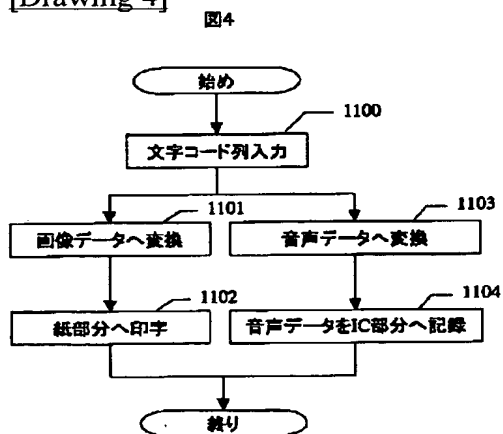 [Drawing 4]
図4
始め
1100
文字コード列入力
1101
画像データへ変換
1103
音声データへ変換
1102
紙部分へ印字
1104
音声データをIC部分へ記録
終り